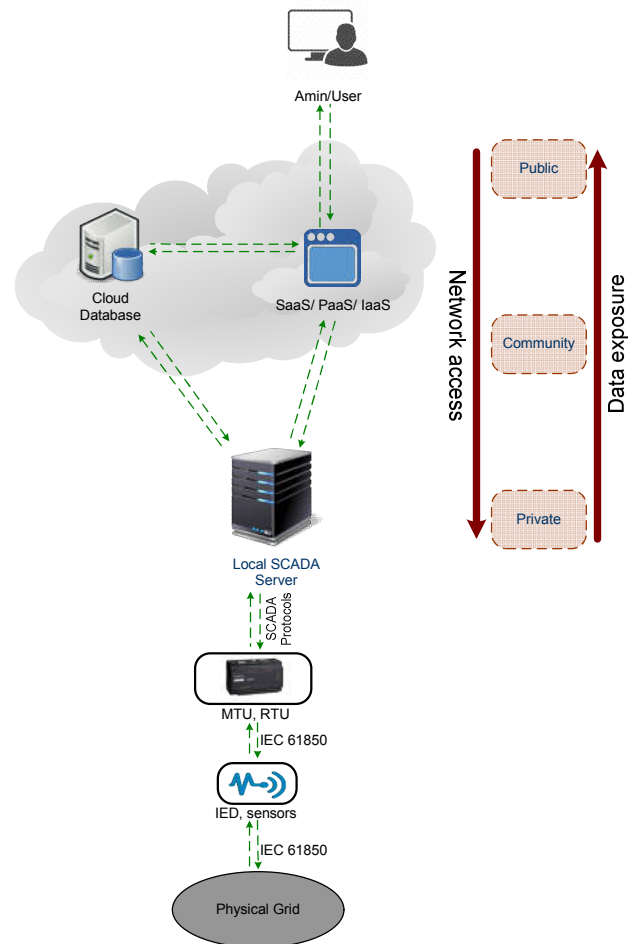 Amin/User
Cloud
Database
SaaS/ PaaS/ IaaS
Local SCADA
Server
SCADA
Protocols
MTU, RTU
IEC 61850
IED, sensors
IEC 61850
Physical Grid
Public
Community
Private
Network access
Data exposure